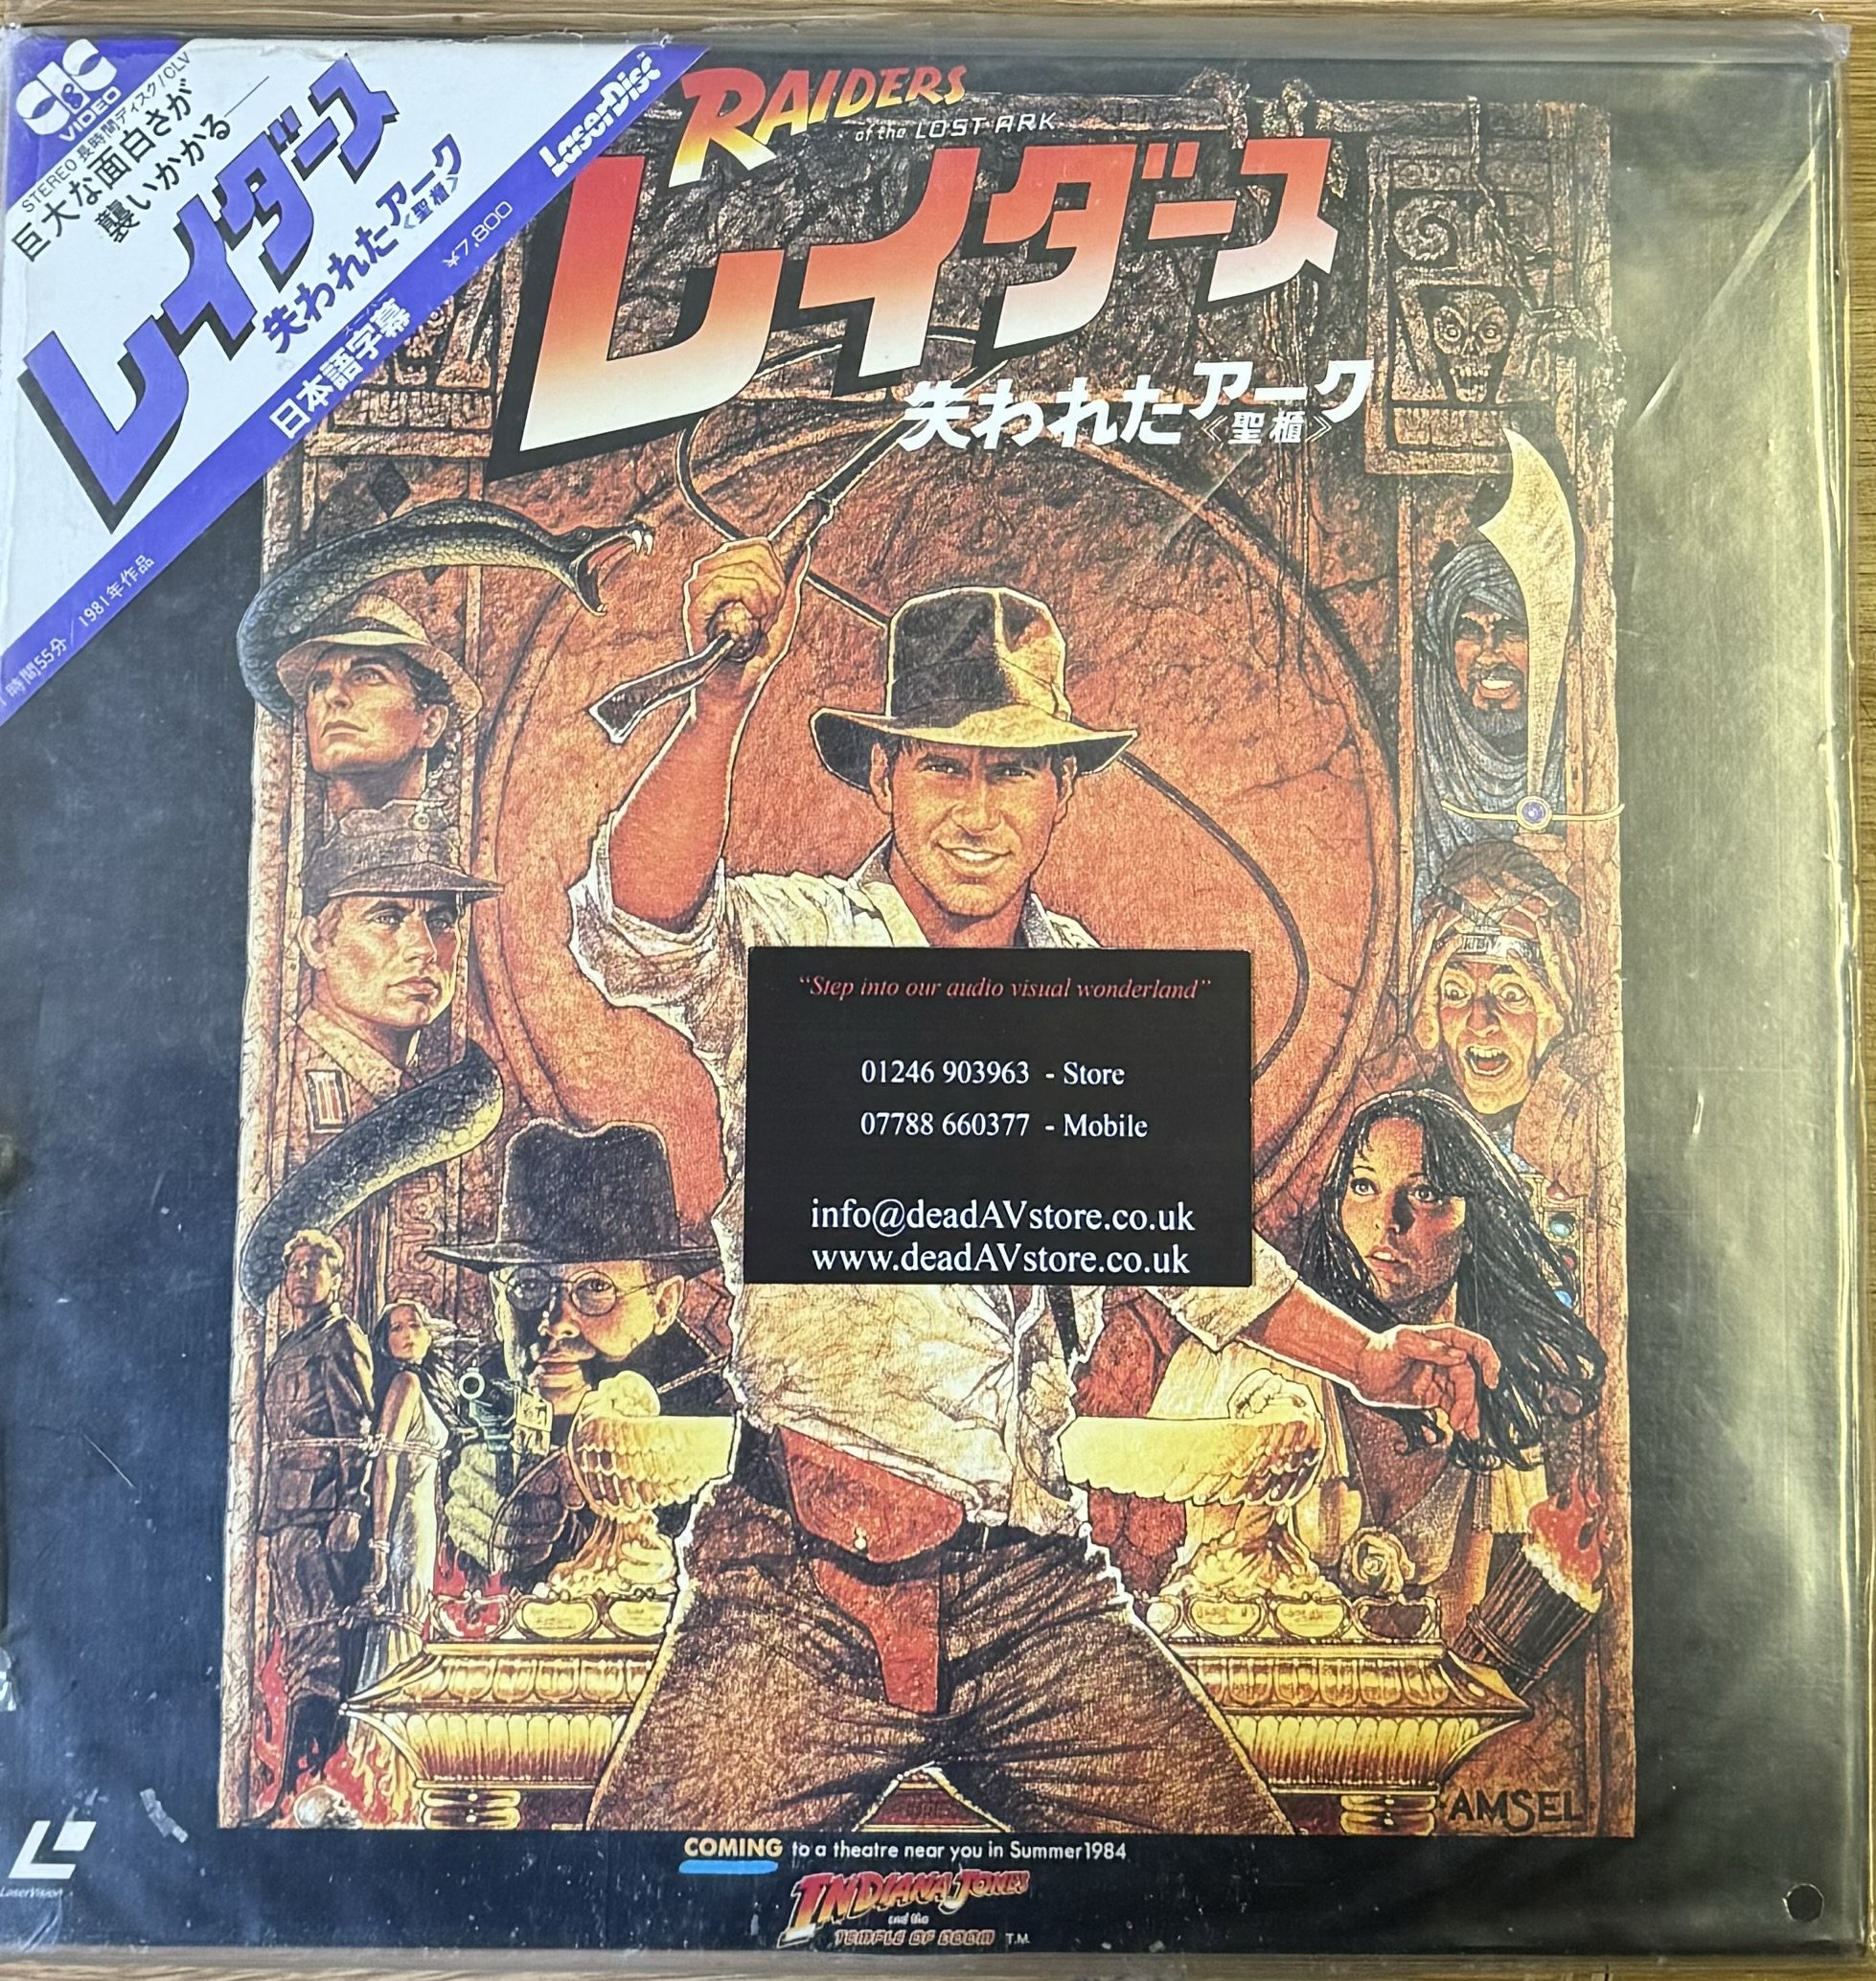 CIC
VIDEO
STEREO 長時間ディスク/CLV
巨大な面白さが
襲いかかる——
レイダース
失われたアーク
《聖櫃》
LaserDisc
¥7,800
日本語字幕
スーパー
1時間55分/1981年作品
RAIDERS
of the LOST ARK
レイダース
失われたアーク
《聖櫃》
"Step into our audio visual wonderland"
01246 903963 - Store
07788 660377 - Mobile
info@deadAVstore.co.uk
www.deadAVstore.co.uk
AMSEL
COMING to a theatre near you in Summer 1984
INDIANA JONES
and the
TEMPLE OF DOOM T.M.
LaserVision